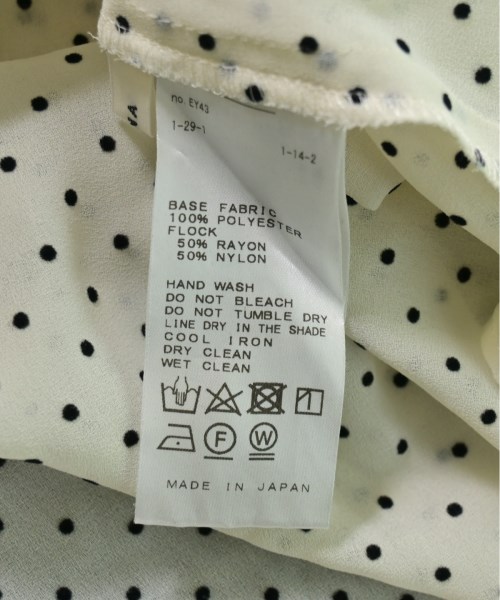 no. EY43
1-29-1
1-14-2
BASE FABRIC
100% POLYESTER
FLOCK
50% RAYON
50% NYLON
HAND WASH
DO NOT BLEACH
DO NOT TUMBLE DRY
LINE DRY IN THE SHADE
COOL IRON
DRY CLEAN
WET CLEAN
F W
MADE IN JAPAN